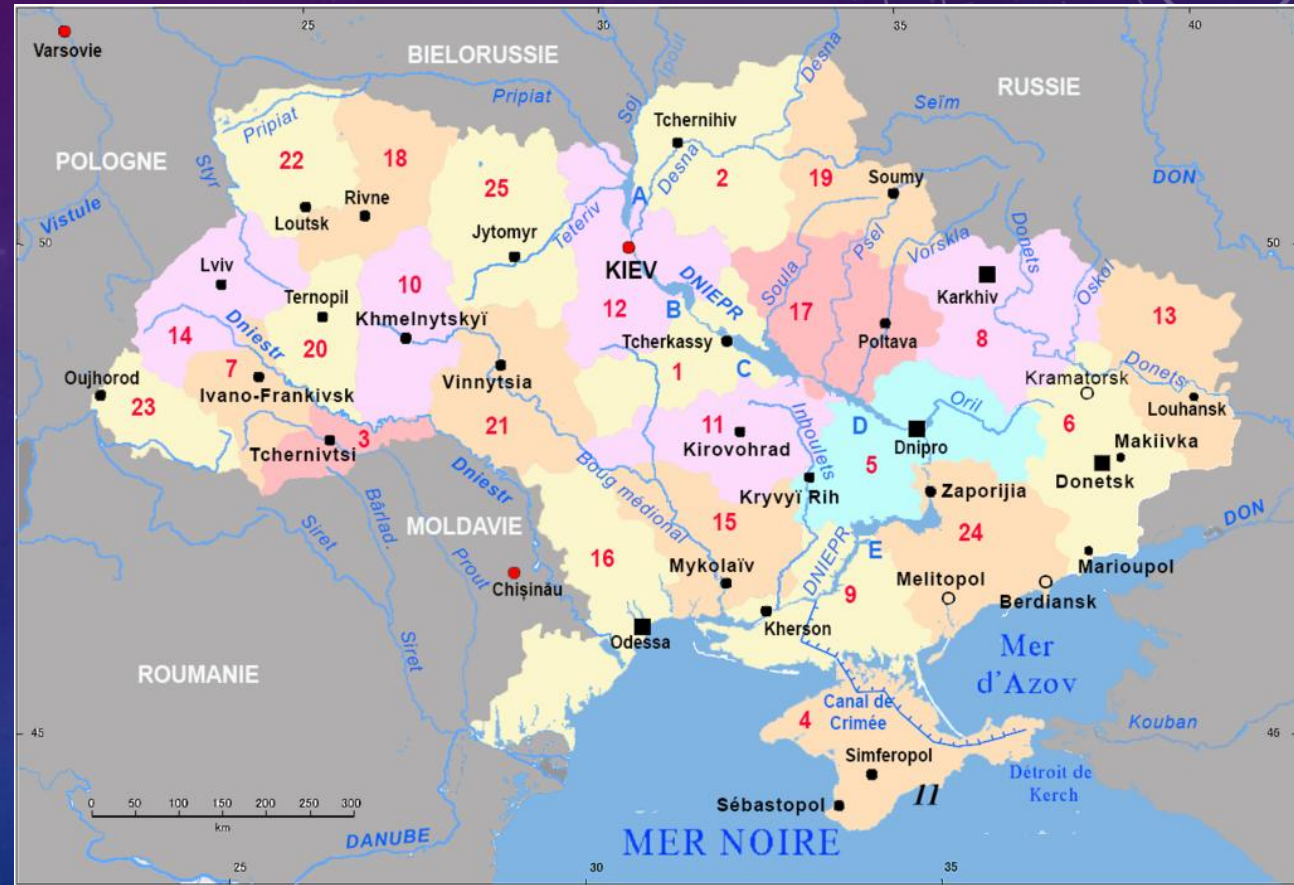 25
30
35
40
Varsovie
BIELORUSSIE
Pripiat
Soj
Ipout
Desna
Seïm
RUSSIE
Tchernihiv
Pripiat
POLOGNE
22
18
25
Styr
Desna
2
19
Soumy
DON
A
Rivne
Loutsk
Vistule
Jytomyr
Teteriv
50
50
KIEV
Psel
Vorskla
Donets
Oskol
Lviv
10
DNIEPR
Soula
Karkhiv
Ternopil
12
B
17
13
Khmelnytskyï
14
Dniestr
20
Tcherkassy
Poltava
8
Oujhorod
7
Vinnytsia
1
C
Donets
Ivano-Frankivsk
Kramatorsk
23
Louhansk
Inhoulets
Oril
3
21
11
D
6
Tchernivtsi
Kirovohrad
Dnipro
Makiivka
5
Donetsk
Dniestr
Boug médional
Kryvyï Rih
Zaporijia
Bârlad.
MOLDAVIE
15
DON
Siret
16
DNIEPR
E
24
Prout
Mykolaïv
Marioupol
Chișinău
Melitopol
9
Berdiansk
Kherson
Odessa
Siret
Mer
d'Azov
ROUMANIE
Canal de
Crimée
4
Kouban
45
45
Simferopol
Détroit de
Kerch
11
Sébastopol
0 50 100 150 200 250 300
km
DANUBE
MER NOIRE
25
30
35